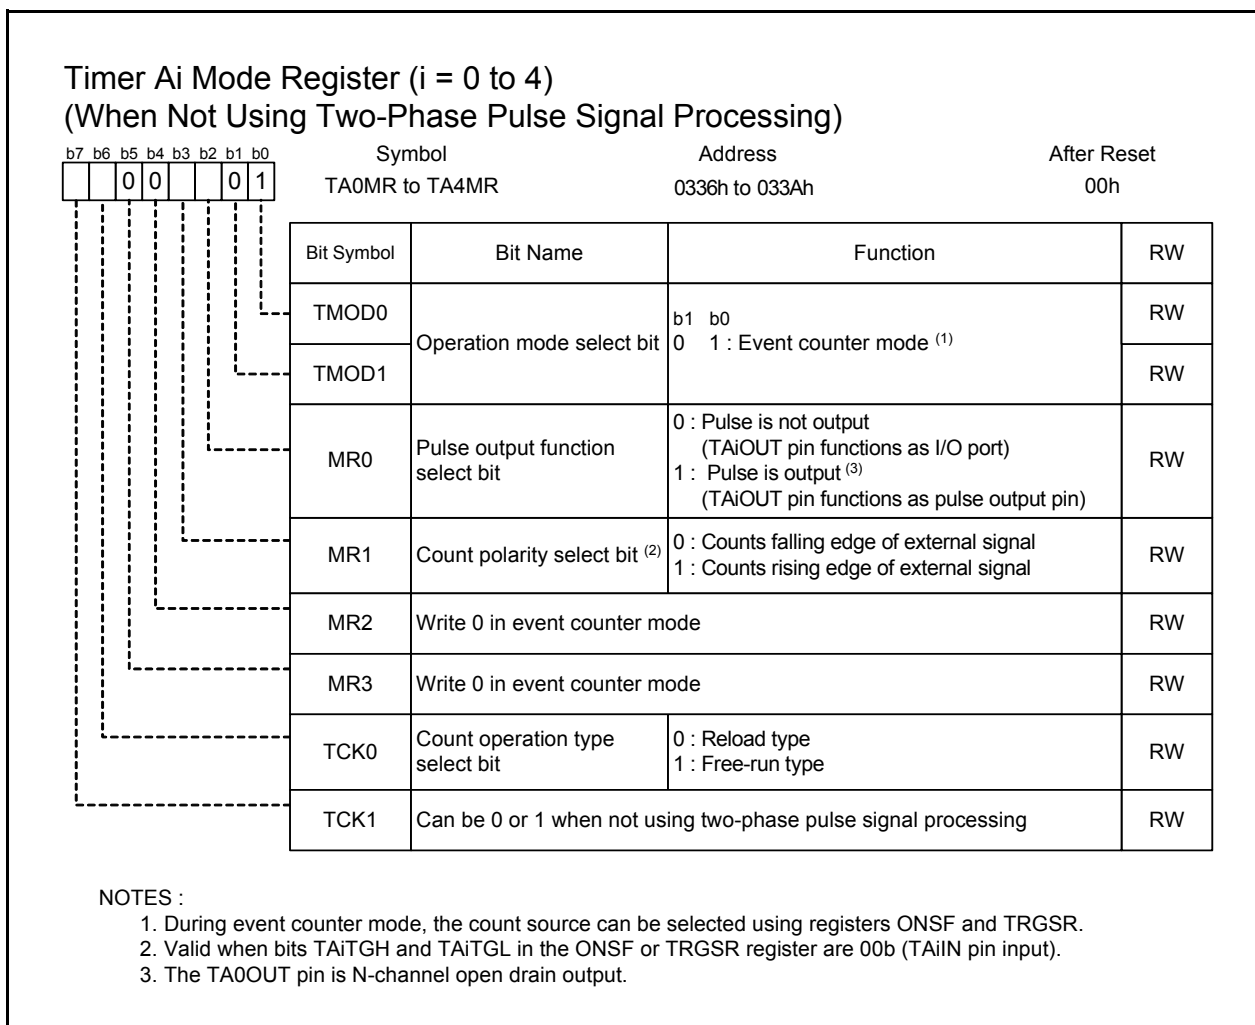 Timer Ai Mode Register (i = 0 to 4)
(When Not Using Two-Phase Pulse Signal Processing)
b7 b6 b5 b4 b3 b2 b1 b0
0 0 0 1
Symbol Address After Reset
TA0MR to TA4MR 0336h to 033Ah 00h
Bit Symbol Bit Name Function RW
TMOD0 RW
Operation mode select bit
b1 b0
0 1 : Event counter mode (1)
TMOD1 RW
MR0
Pulse output function
select bit
0 : Pulse is not output
(TAiOUT pin functions as I/O port)
1 : Pulse is output (3)
(TAiOUT pin functions as pulse output pin)
RW
MR1
Count polarity select bit (2)
0 : Counts falling edge of external signal
1 : Counts rising edge of external signal
RW
MR2 Write 0 in event counter mode RW
MR3 Write 0 in event counter mode RW
TCK0
Count operation type
select bit
0 : Reload type
1 : Free-run type
RW
TCK1 Can be 0 or 1 when not using two-phase pulse signal processing RW
NOTES :
1. During event counter mode, the count source can be selected using registers ONSF and TRGSR.
2. Valid when bits TAiTGH and TAiTGL in the ONSF or TRGSR register are 00b (TAiIN pin input).
3. The TA0OUT pin is N-channel open drain output.